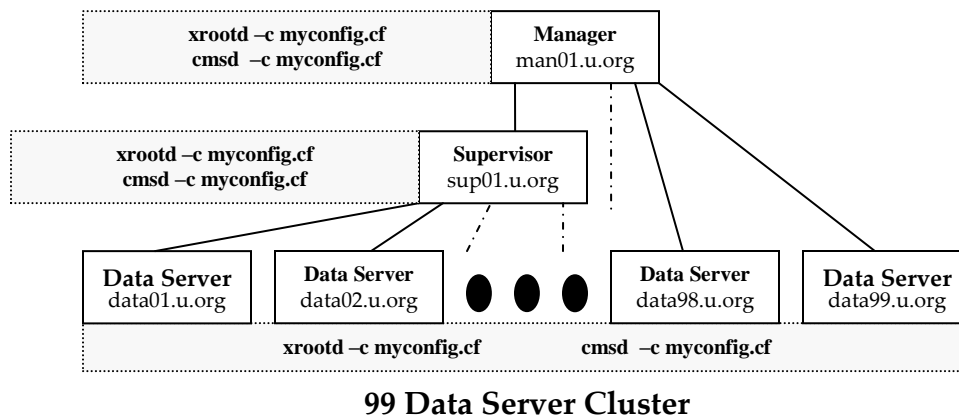 xrootd –c myconfig.cf
cmsd –c myconfig.cf
Manager
man01.u.org
xrootd –c myconfig.cf
cmsd –c myconfig.cf
Supervisor
sup01.u.org
Data Server
data01.u.org
Data Server
data02.u.org
Data Server
data98.u.org
Data Server
data99.u.org
xrootd –c myconfig.cf cmsd –c myconfig.cf
99 Data Server Cluster